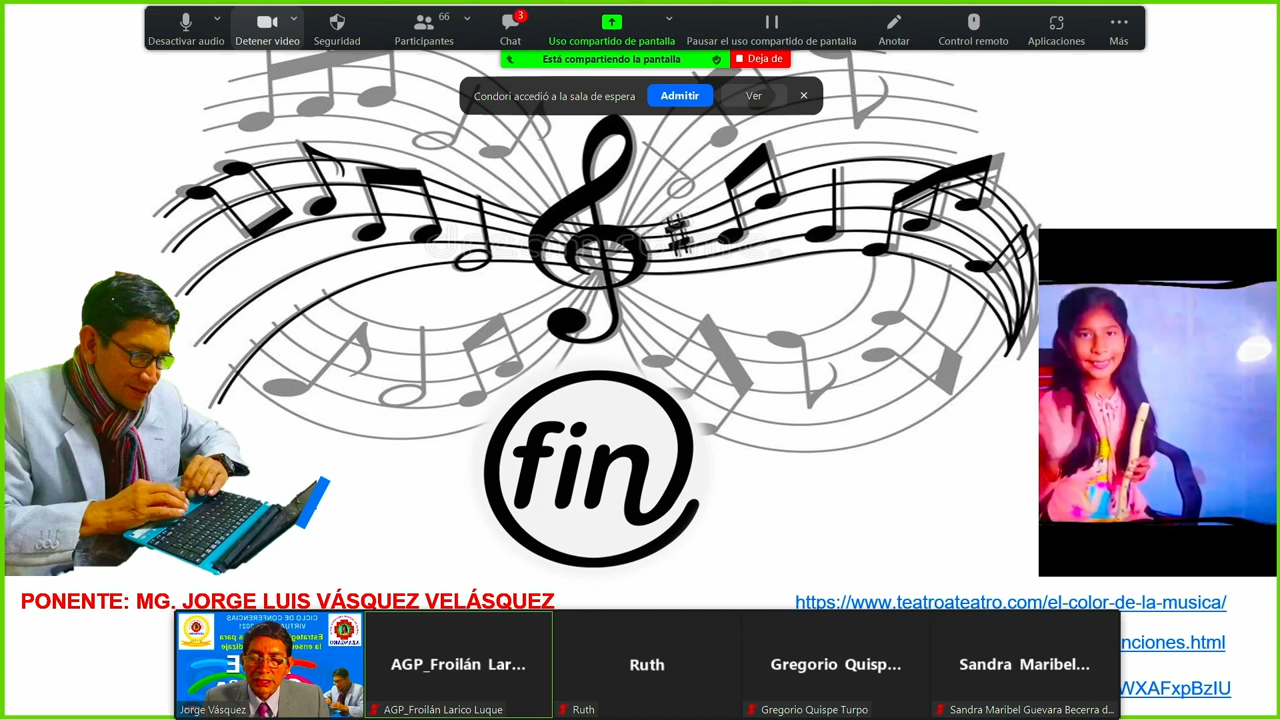 66
3
Desactivar audio
Detener video
Seguridad
Participantes
Chat
Uso compartido de pantalla
Pausar el uso compartido de pantalla
Anotar
Control remoto
Aplicaciones
Más
Está compartiendo la pantalla
Deja de
Condori accedió a la sala de espera
Admitir
Ver
fin
PONENTE: MG. JORGE LUIS VÁSQUEZ VELÁSQUEZ
https://www.teatroateatro.com/el-color-de-la-musica/
nciones.html
WXAFxpBzIU
CICLO DE CONFERENCIAS
Jorge Vásquez
AGP_Froilán Lar...
AGP_Froilán Larico Luque
Ruth
Ruth
Gregorio Quisp...
Gregorio Quispe Turpo
Sandra Maribel...
Sandra Maribel Guevara Becerra d...